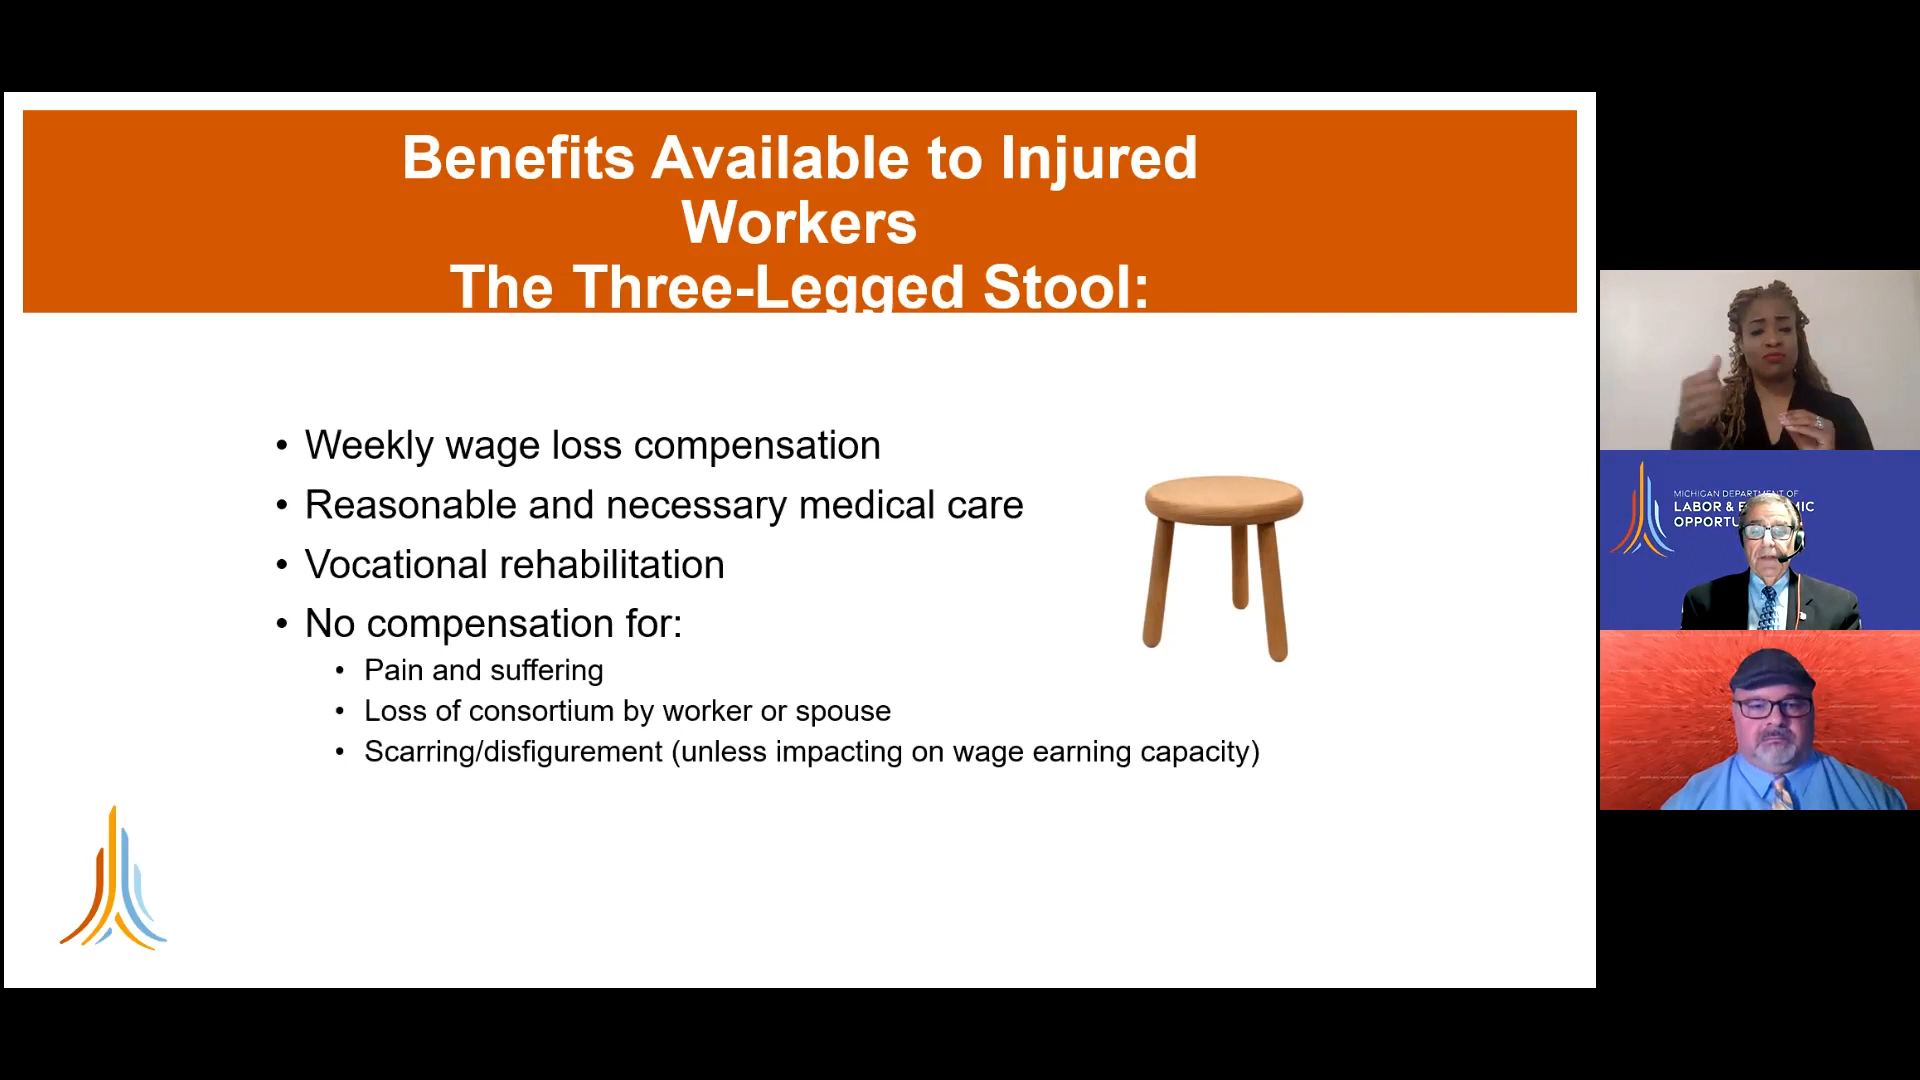 Benefits Available to Injured
Workers
The Three-Legged Stool:
• Weekly wage loss compensation
• Reasonable and necessary medical care
• Vocational rehabilitation
• No compensation for:
• Pain and suffering
• Loss of consortium by worker or spouse
• Scarring/disfigurement (unless impacting on wage earning capacity)
MICHIGAN DEPARTMENT OF
LABOR &